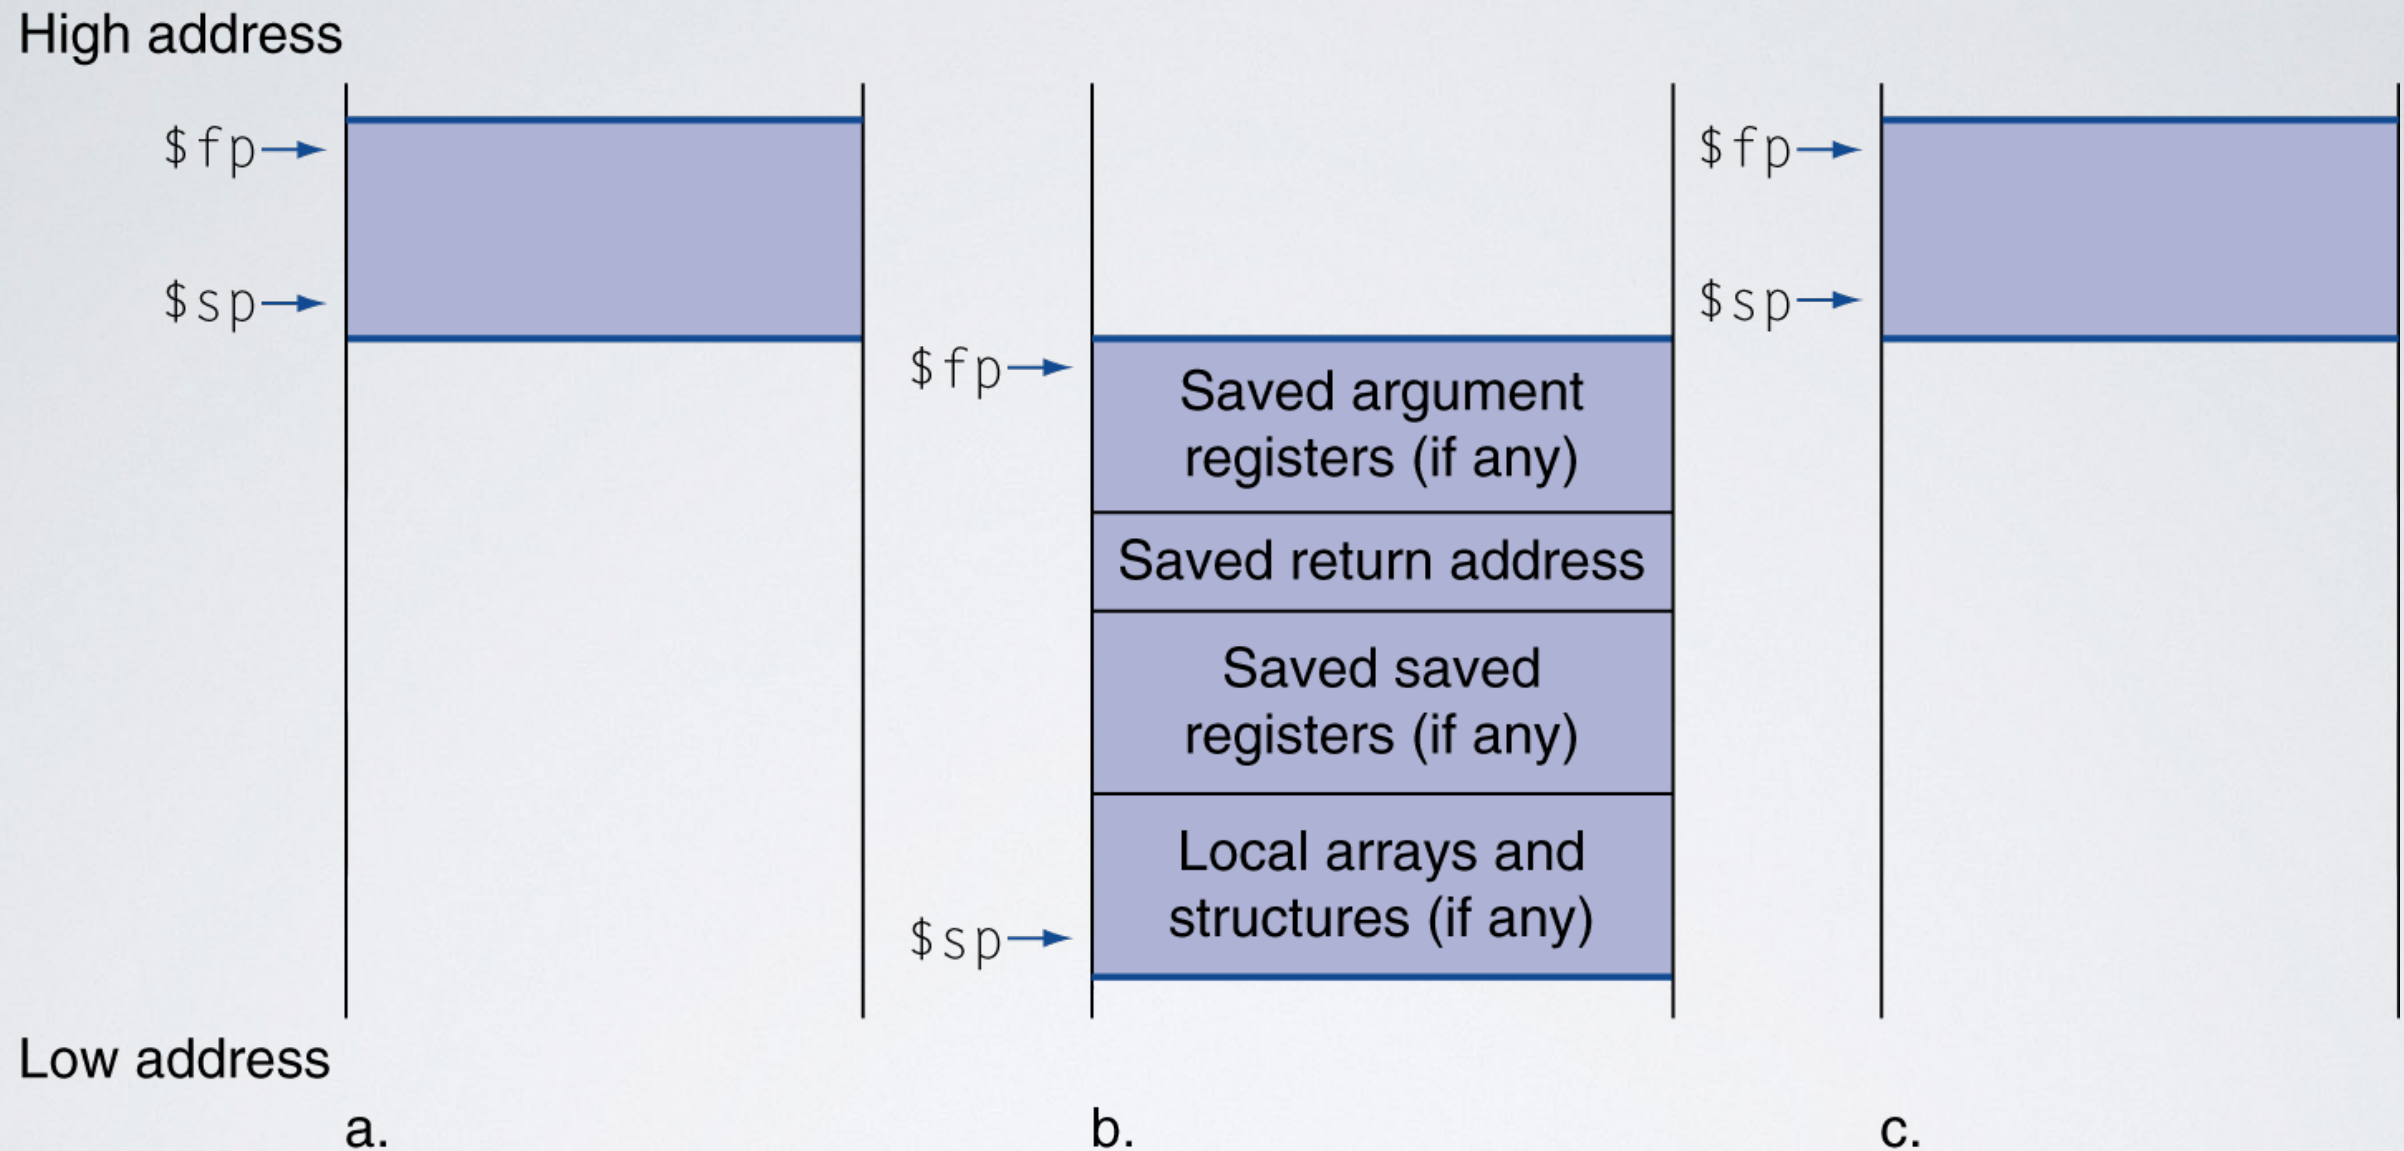 High address
$fp
$sp
$fp
Saved argument
registers (if any)
Saved return address
Saved saved
registers (if any)
Local arrays and
structures (if any)
$sp
$fp
$sp
Low address
a.
b.
c.